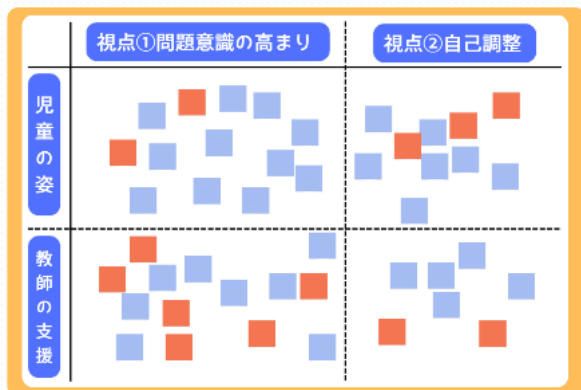 視点①問題意識の高まり
視点②自己調整
児童の姿
教師の支援